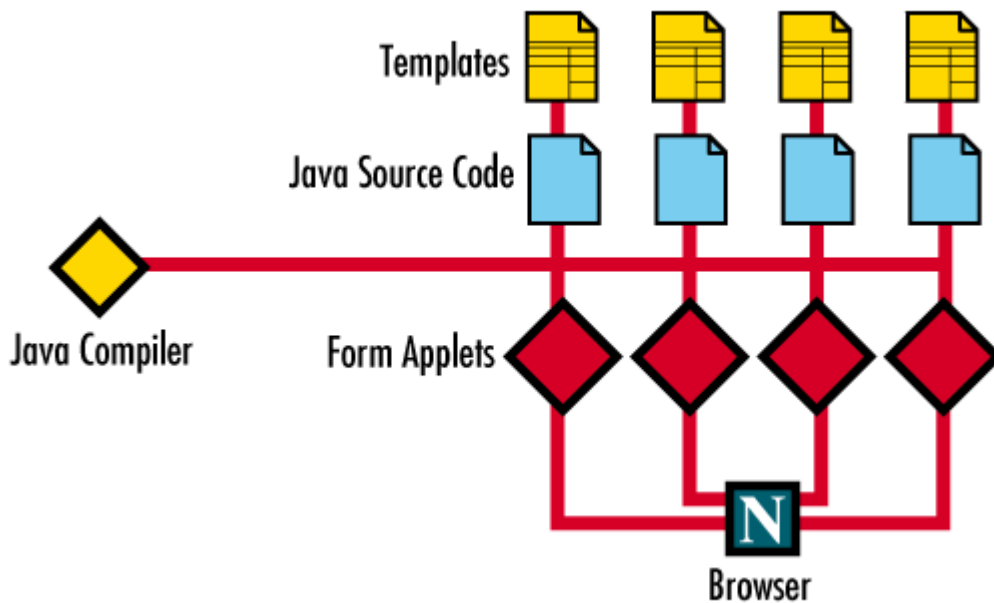 Templates
Java Source Code
Java Compiler
Form Applets
N
Browser